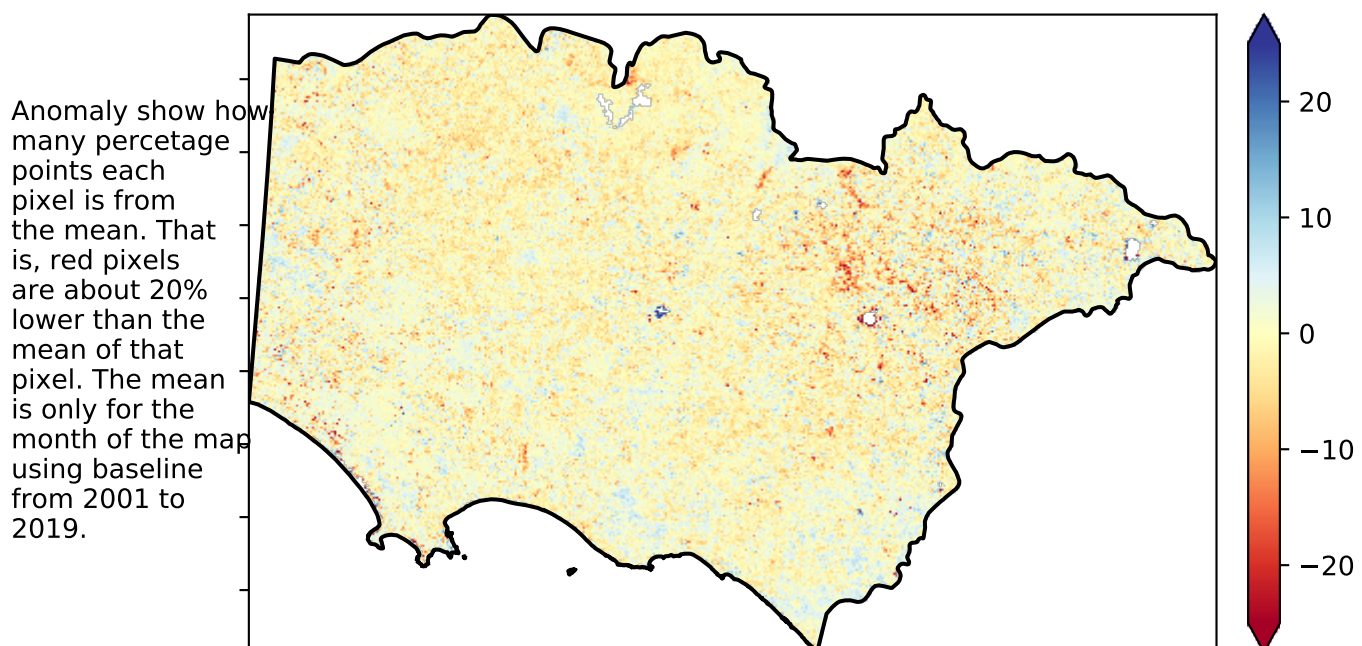 Anomaly show how
many percetage
points each
pixel is from
the mean. That
is, red pixels
are about 20%
lower than the
mean of that
pixel. The mean
is only for the
month of the map
using baseline
from 2001 to
2019.
20
10
0
−10
−20